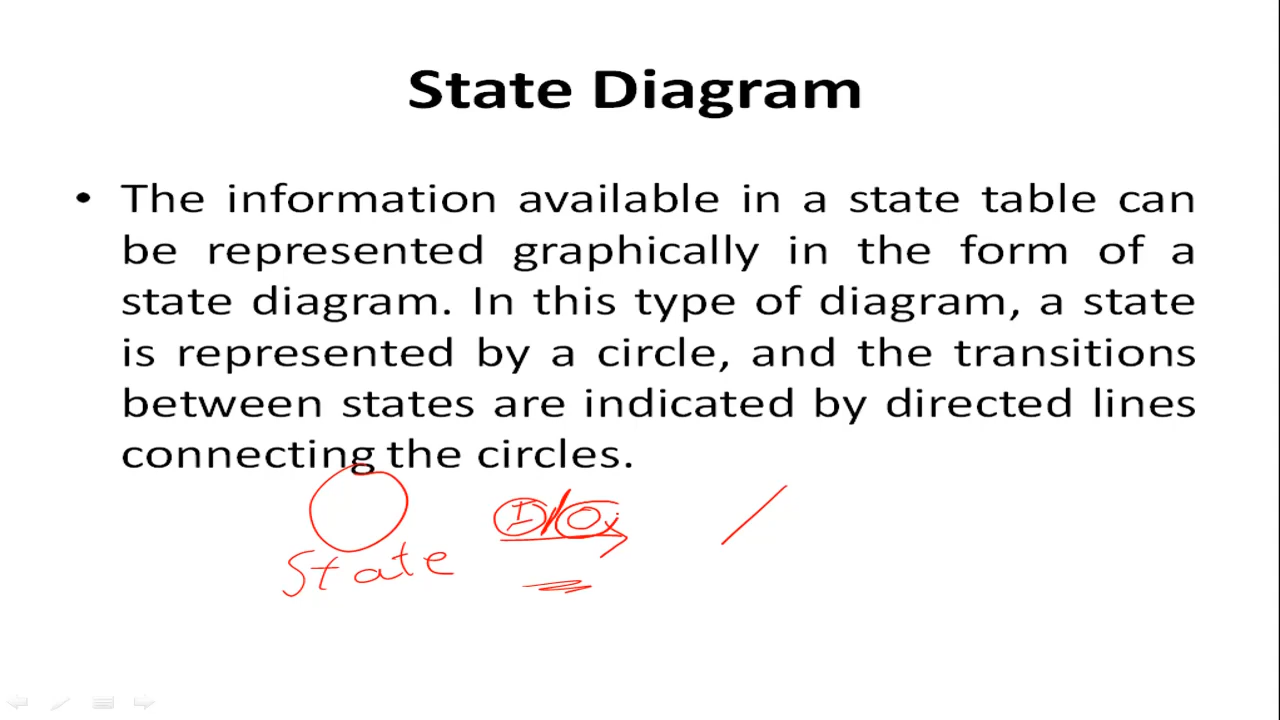 State Diagram
• The information available in a state table can
be represented graphically in the form of a
state diagram. In this type of diagram, a state
is represented by a circle, and the transitions
between states are indicated by directed lines
connecting the circles.
I/O
State